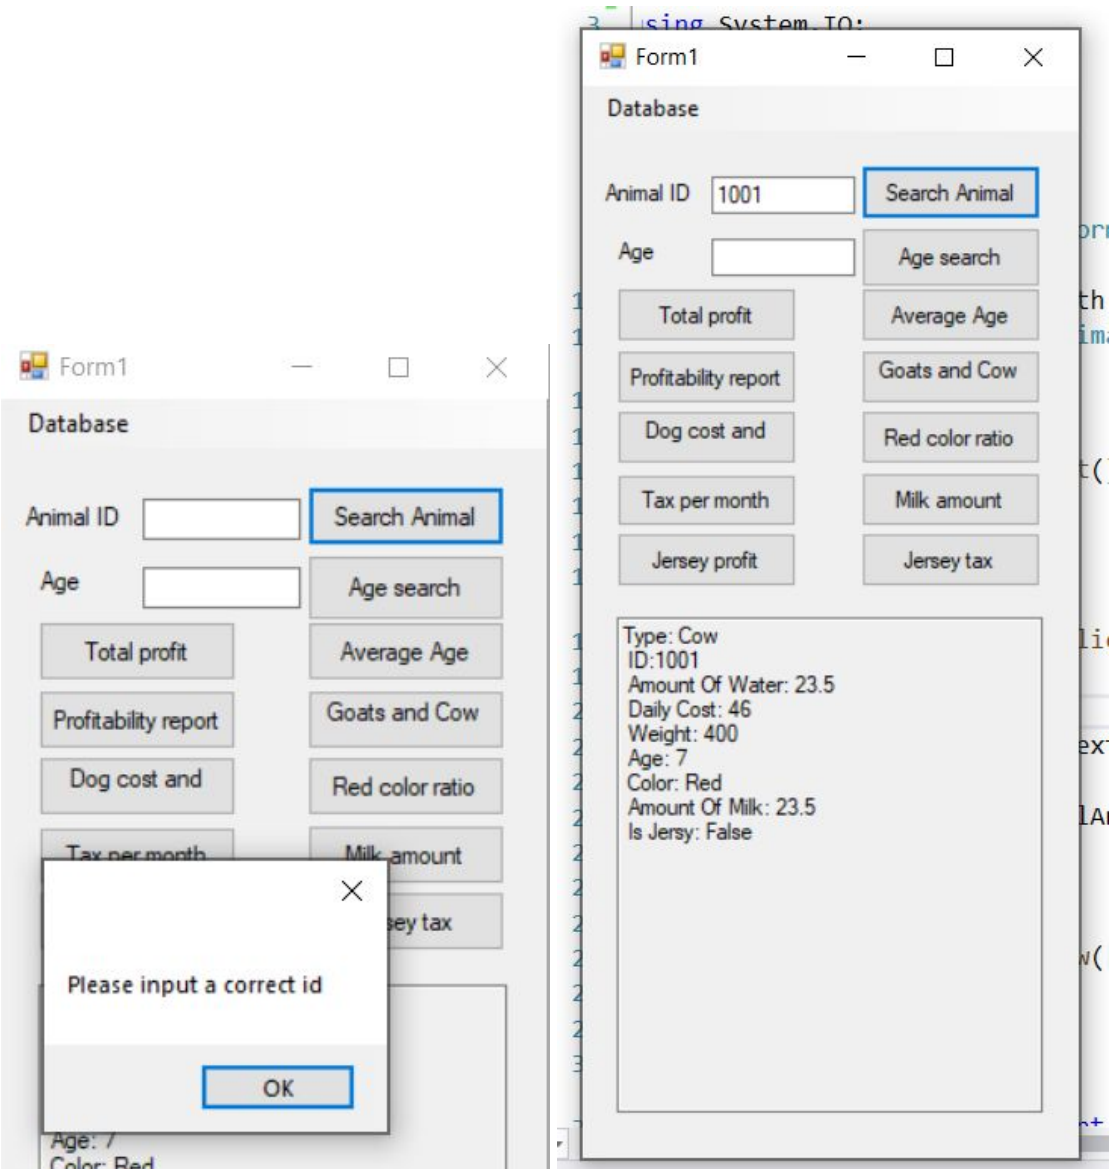 Form1
Database
Animal ID
Search Animal
Age
Age search
Total profit
Average Age
Profitability report
Goats and Cow
Dog cost and
Red color ratio
Tax per month
Milk amount
sey tax
Please input a correct id
OK
Age: 7
Color: Red
3
using System.IO;
Form1
Database
Animal ID 1001
Search Animal
Age
Age search
Total profit
Average Age
Profitability report
Goats and Cow
Dog cost and
Red color ratio
Tax per month
Milk amount
Jersey profit
Jersey tax
Type: Cow
ID:1001
Amount Of Water: 23.5
Daily Cost: 46
Weight: 400
Age: 7
Color: Red
Amount Of Milk: 23.5
Is Jersy: False